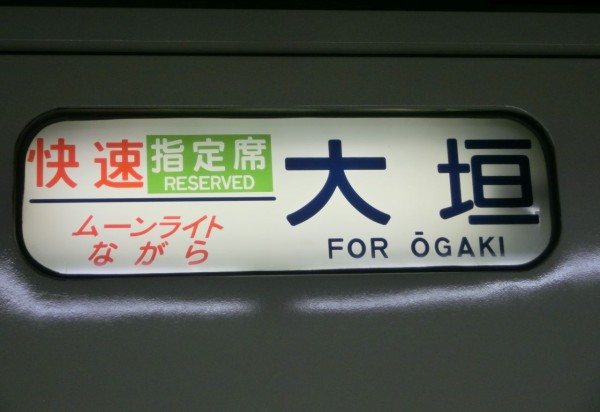 快速 指定席
RESERVED
ムーンライト
ながら
大垣
FOR ŌGAKI